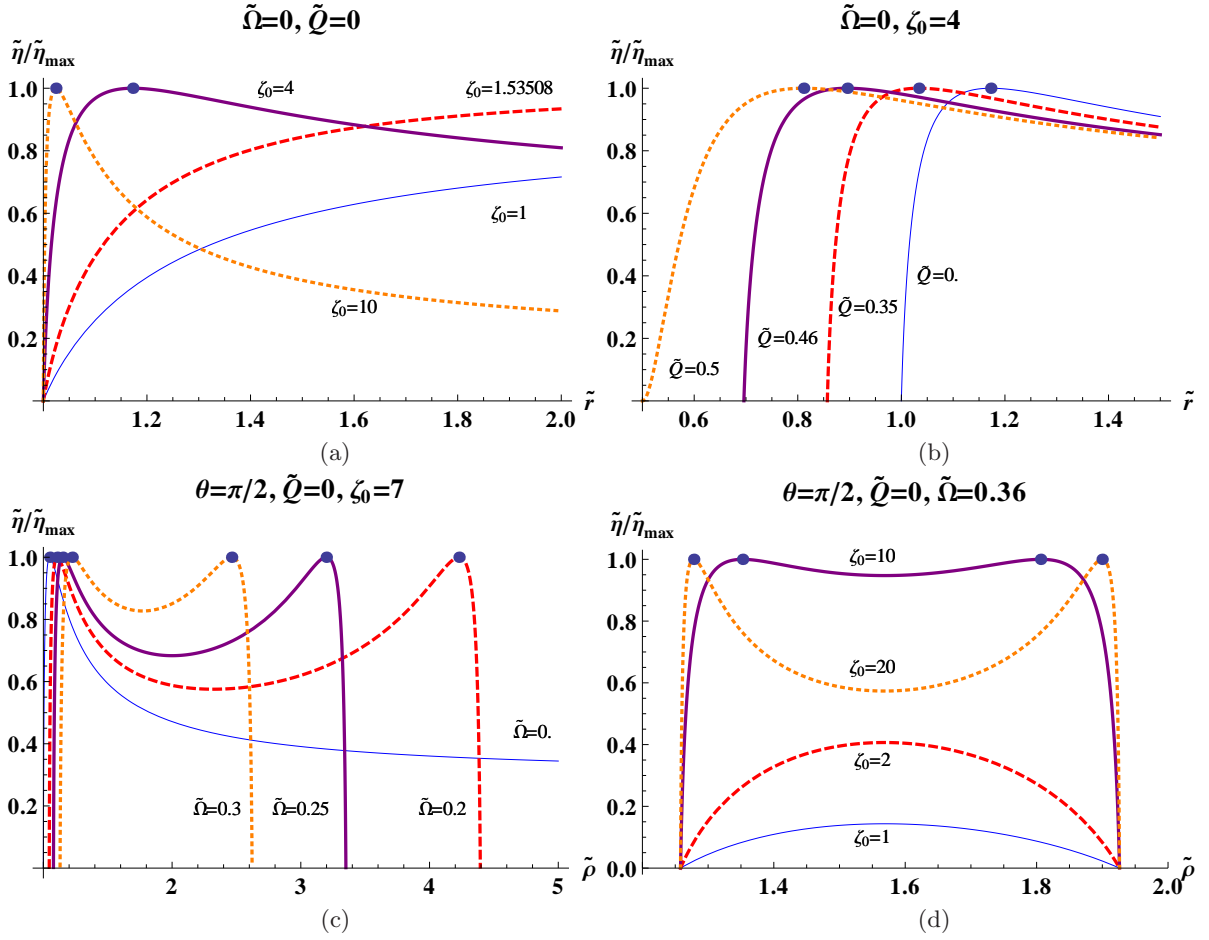 Ω̃=0, Q̃=0
η̃/η̃max
1.0
0.8
0.6
0.4
0.2
0
1.2
1.4
1.6
1.8
2.0
r̃
ζ0=4
ζ0=1.53508
ζ0=1
ζ0=10
(a)
Ω̃=0, ζ0=4
η̃/η̃max
1.0
0.8
0.6
0.4
0.2
0
0.6
0.8
1.0
1.2
1.4
r̃
Q̃=0.
Q̃=0.35
Q̃=0.46
Q̃=0.5
(b)
θ=π/2, Q̃=0, ζ0=7
η̃/η̃max
1.0
0.8
0.6
0.4
0.2
2
3
4
5
ρ̃
Ω̃=0.
Ω̃=0.3
Ω̃=0.25
Ω̃=0.2
(c)
θ=π/2, Q̃=0, Ω̃=0.36
η̃/η̃max
1.0
0.8
0.6
0.4
0.2
0.0
1.4
1.6
1.8
2.0
ρ̃
ζ0=10
ζ0=20
ζ0=2
ζ0=1
(d)